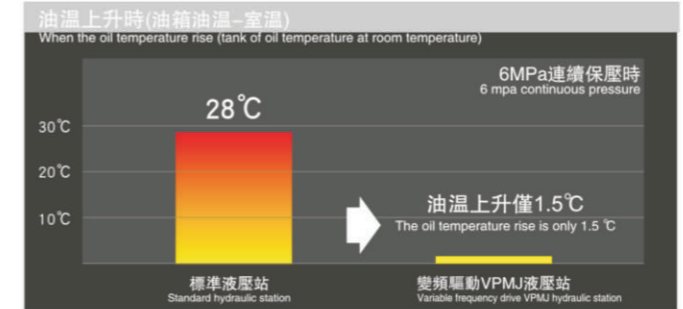 油温上升時(油箱油温-室温)
When the oil temperature rise (tank of oil temperature at room temperature)
6MPa連續保壓時
6 mpa continuous pressure
28℃
30℃
20℃
10℃
油温上升僅1.5℃
The oil temperature rise is only 1.5 ℃
標準液壓站
Standard hydraulic station
變頻驅動VPMJ液壓站
Variable frequency drive VPMJ hydraulic station